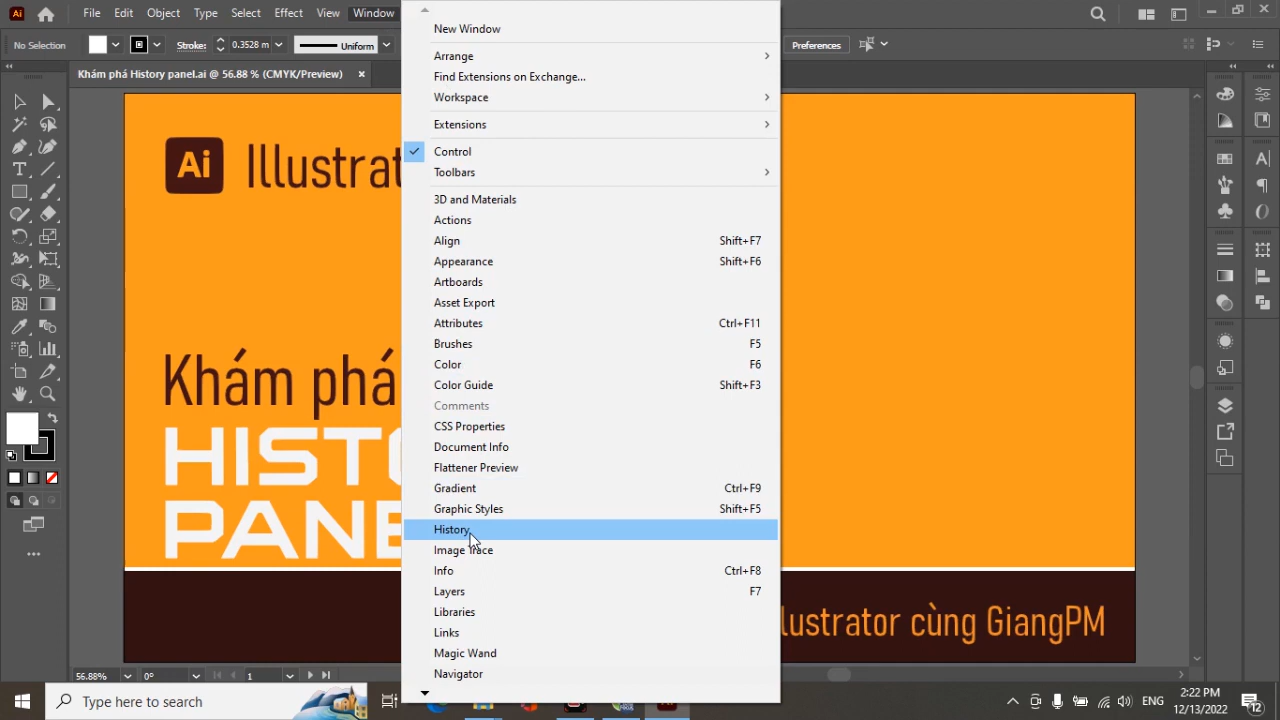 Ai File Edit Object Type Select Effect View Window
No Selection Stroke: 0.3528 m Uniform Preferences
Khám phá History panel.ai @ 56.88 % (CMYK/Preview)
New Window
Arrange
Find Extensions on Exchange...
Workspace
Extensions
Control
Toolbars
3D and Materials
Actions
Align Shift+F7
Appearance Shift+F6
Artboards
Asset Export
Attributes Ctrl+F11
Brushes F5
Color F6
Color Guide Shift+F3
Comments
CSS Properties
Document Info
Flattener Preview
Gradient Ctrl+F9
Graphic Styles Shift+F5
History
Image Trace
Info Ctrl+F8
Layers F7
Libraries
Links
Magic Wand
Navigator
Ai Illustrat
Khám phá
HISTO
PANE
lustrator cùng GiangPM
56.88% 0° 1
Type here to search
ENG
2:22 PM
12/13/2022
12